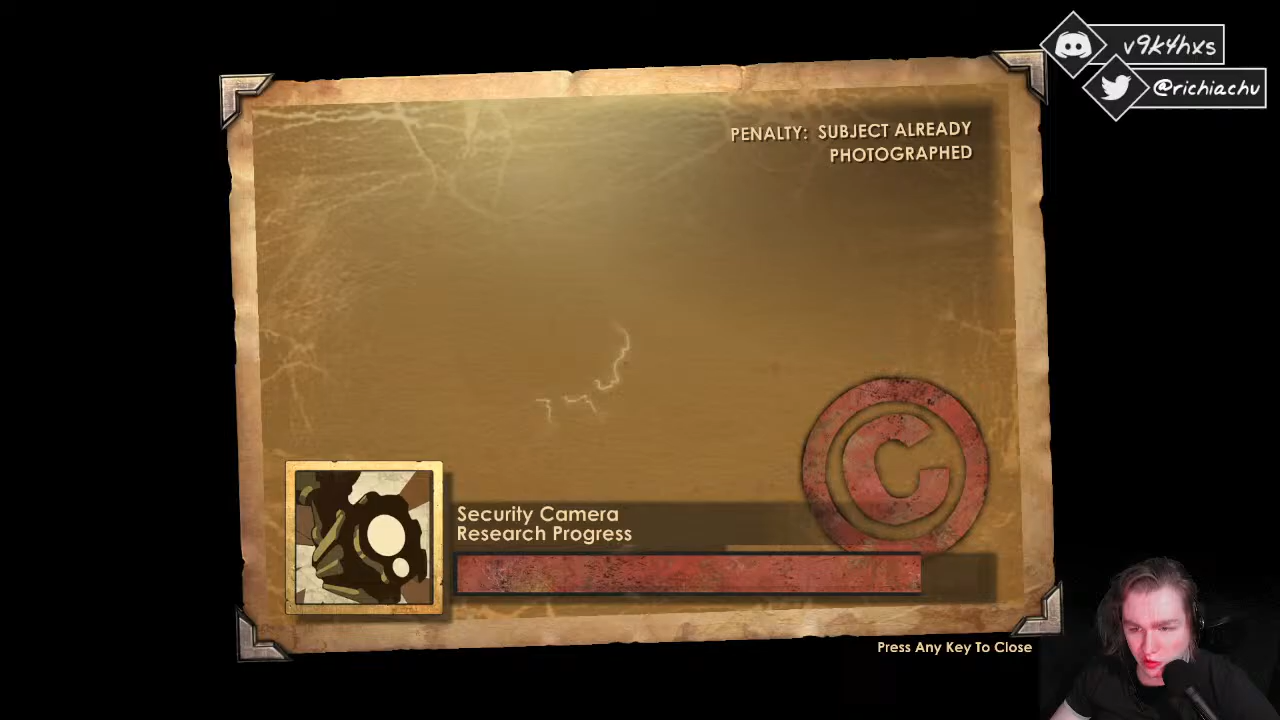 v9k4hxs
@richiachu
PENALTY: SUBJECT ALREADY
PHOTOGRAPHED
C
Security Camera
Research Progress
Press Any Key To Close